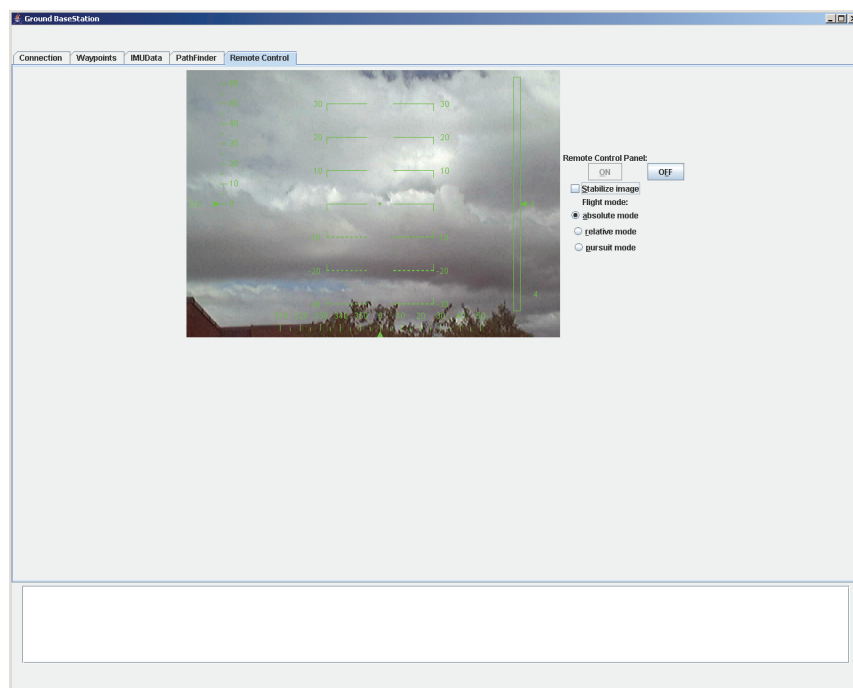 Ground BaseStation
Connection Waypoints IMUData PathFinder Remote Control
30 30
20 20
10 10
-20 -20
4
Remote Control Panel:
ON OFF
Stabilize image
Flight mode:
absolute mode
relative mode
pursuit mode